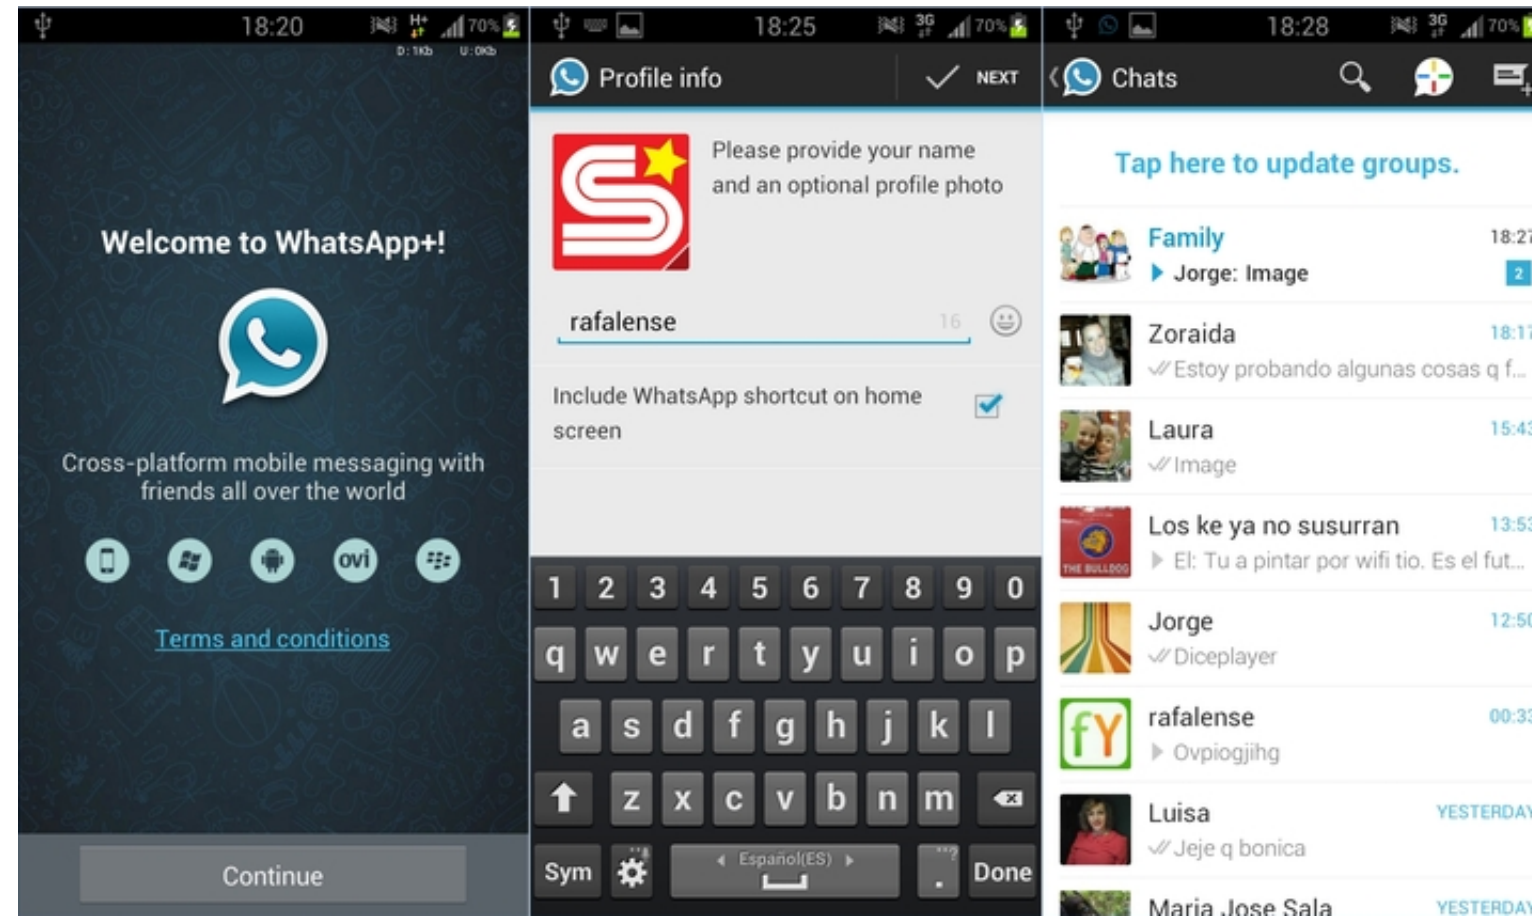 18:20
H+
70%
D:1Kb U:0Kb
Welcome to WhatsApp+!
Cross-platform mobile messaging with
friends all over the world
ovi
Terms and conditions
Continue
18:25
3G
70%
Profile info
NEXT
Please provide your name
and an optional profile photo
S
rafalense
16
Include WhatsApp shortcut on home
screen
1 2 3 4 5 6 7 8 9 0
q w e r t y u i o p
a s d f g h j k l
z x c v b n m
Sym
Español(ES)
...?
.
Done
18:28
3G
70%
Chats
Tap here to update groups.
Family 18:27
Jorge: Image 2
Zoraida 18:17
Estoy probando algunas cosas q f...
Laura 15:43
Image
Los ke ya no susurran 13:53
THE BULLDOG
El: Tu a pintar por wifi tio. Es el fut...
Jorge 12:50
Diceplayer
rafalense 00:33
fY
Ovpiogjihg
Luisa YESTERDAY
Jeje q bonica
Maria Jose Sala YESTERDAY